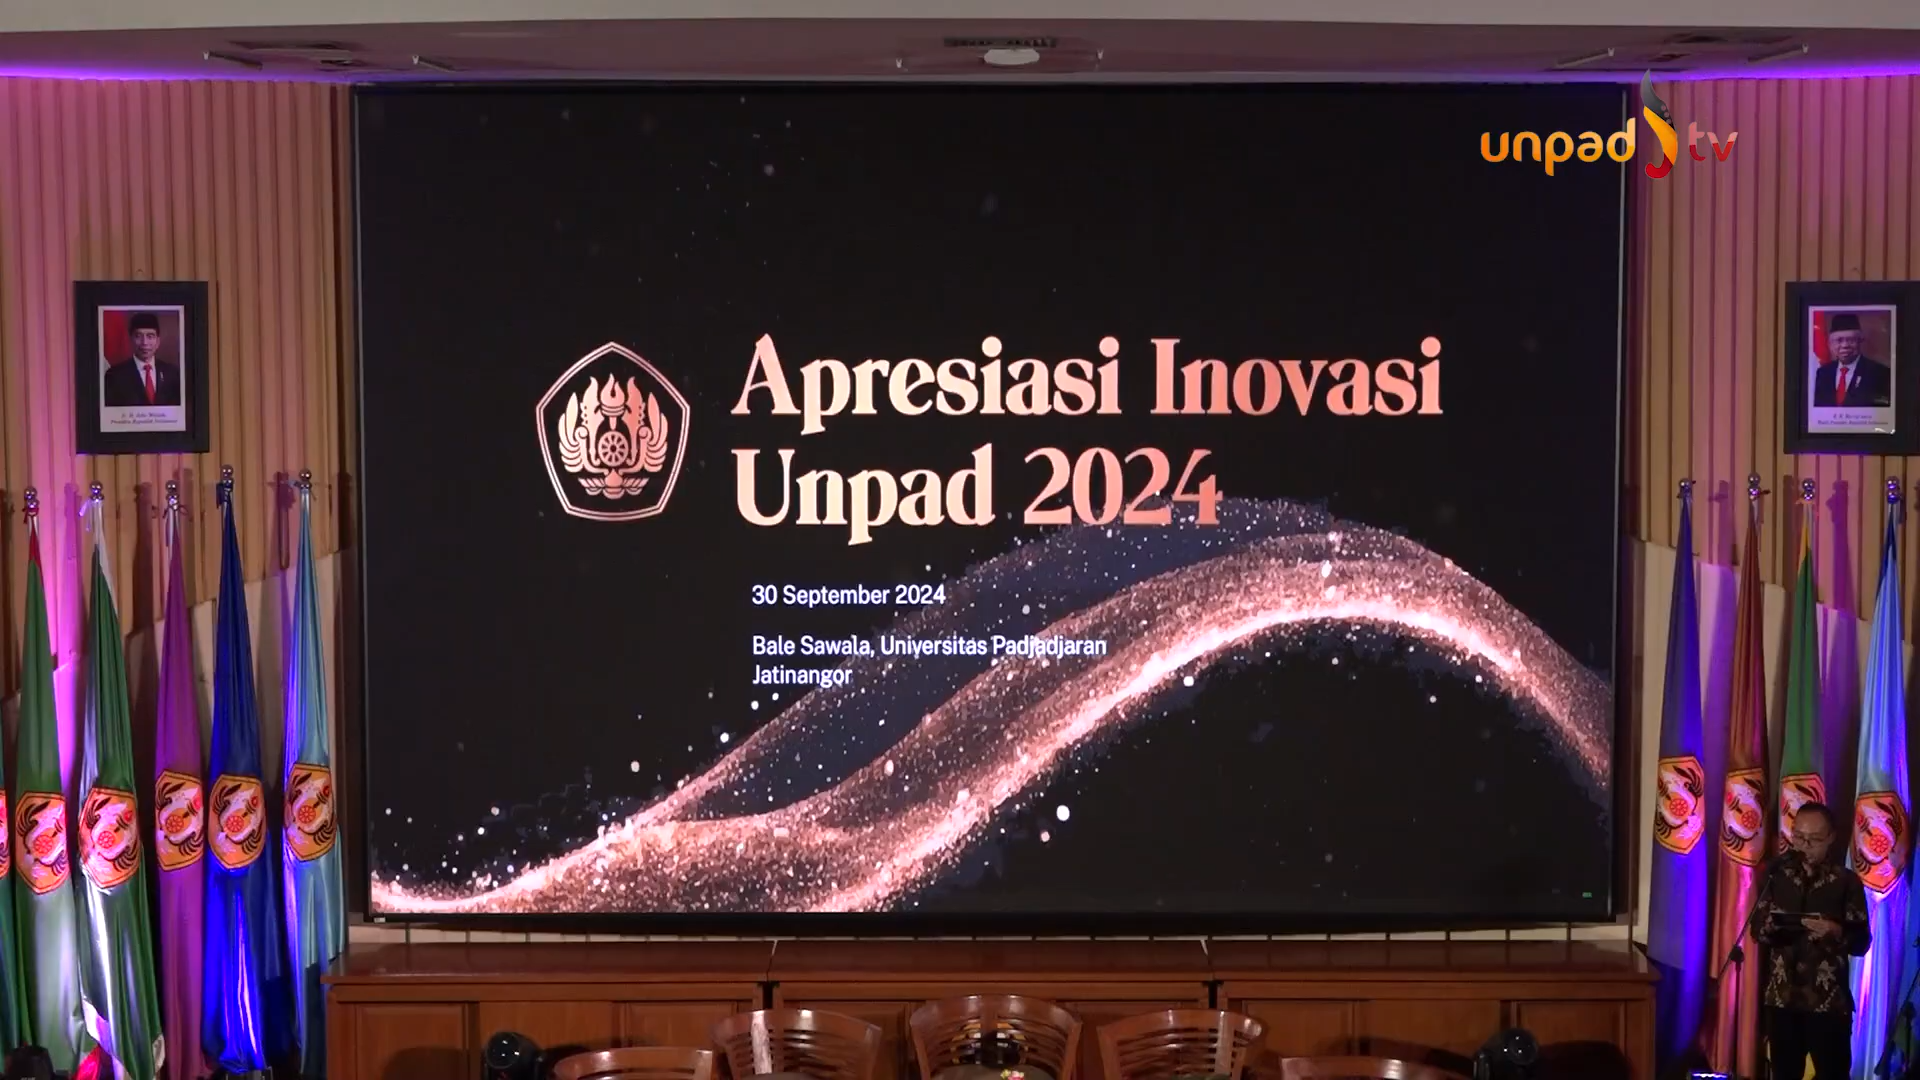 unpad tv
Apresiasi Inovasi
Unpad 2024
30 September 2024
Bale Sawala, Universitas Padjadjaran
Jatinangor